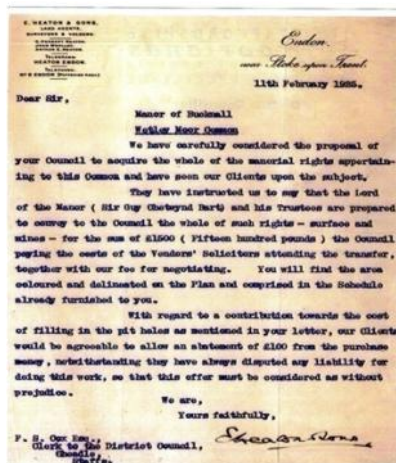 E. HEATON & SONS.
LAND AGENTS,
SURVEYORS & VALUERS.
HEATON ENDON.
Endon.
near Stoke upon Trent.
11th February 1925.
Dear Sir,
Manor of Bucknall
Wetley Moor Common
We have carefully considered the proposal of
your Council to acquire the whole of the manorial rights appertain-
ing to this Common and have seen our Clients upon the subject.
They have instructed us to say that the Lord
of the Manor ( Sir Guy Chetwynd Bart) and his Trustees are prepared
to convey to the Council the whole of such rights - surface and
mines - for the sum of £1500 ( Fifteen hundred pounds ) the Council
paying the costs of the Vendors' Solicitors attending the transfer,
together with our fee for negotiating. You will find the area
coloured and delineated on the Plan and comprised in the Schedule
already furnished to you.
With regard to a contribution towards the cost
of filling in the pit holes as mentioned in your letter, our Clients
would be agreeable to allow an abatement of £100 from the purchase
money, notwithstanding they have always disputed any liability for
doing this work, so that this offer must be considered as without
prejudice.
We are,
Yours faithfully,
E Heaton & Sons
Clerk to the District Council,
Cheadle,
Staffs.